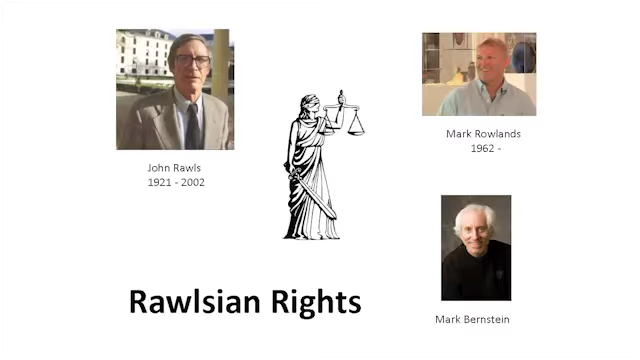 John Rawls
1921 - 2002
Mark Rowlands
1962 -
Rawlsian Rights
Mark Bernstein